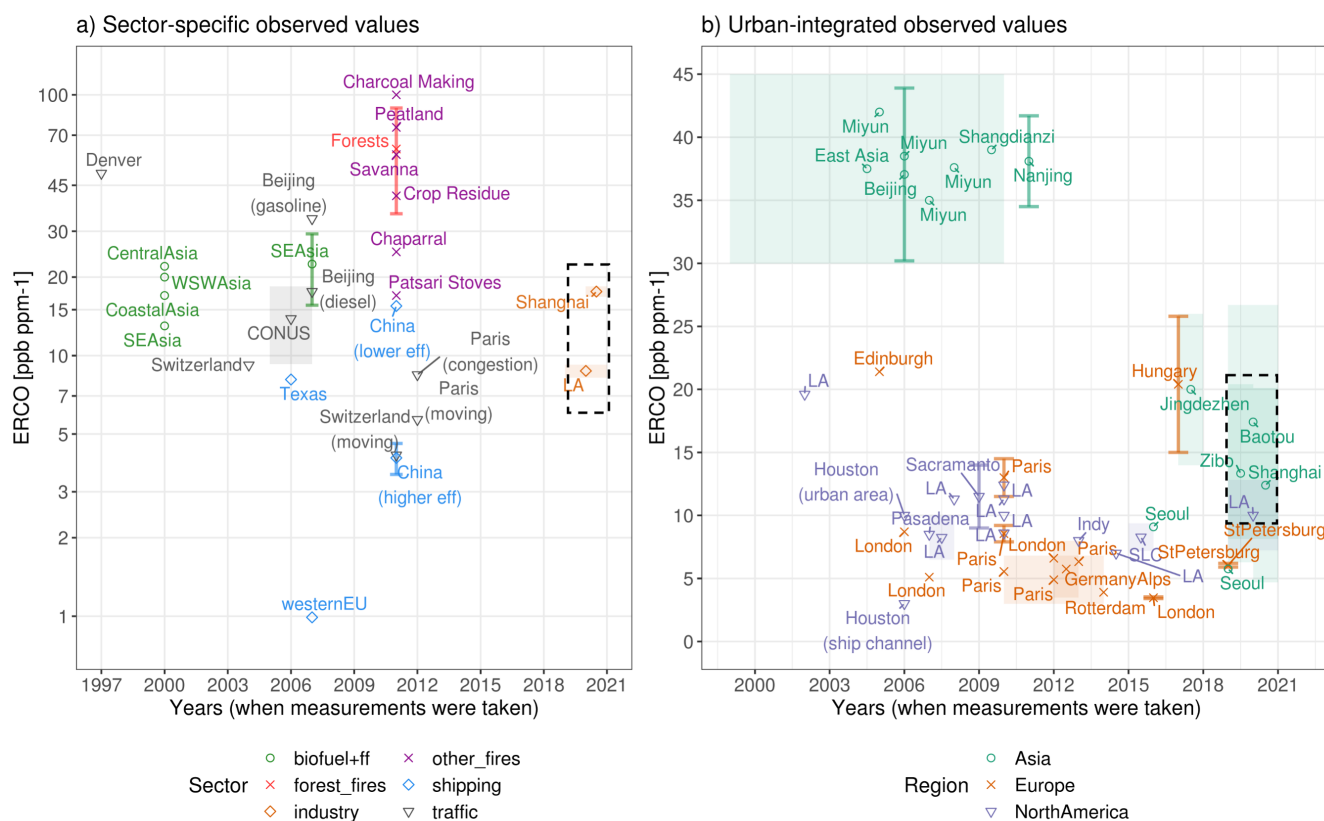 a) Sector-specific observed values
ERCO [ppb ppm-1]
100
70
45
30
20
15
10
7
5
3
2
1
Charcoal Making
Peatland
Forests
Savanna
Crop Residue
Denver
Beijing
(gasoline)
Chaparral
CentralAsia
SEAsia
WSWAsia
Beijing
(diesel)
Patsari Stoves
Shanghai
CoastalAsia
SEAsia
CONUS
China
(lower eff)
Paris
(congestion)
Switzerland
Texas
LA
Paris
(moving)
Switzerland
(moving)
China
(higher eff)
westernEU
1997
2000
2003
2006
2009
2012
2015
2018
2021
Years (when measurements were taken)
Sector
biofuel+ff
forest_fires
industry
other_fires
shipping
traffic
b) Urban-integrated observed values
ERCO [ppb ppm-1]
45
40
35
30
25
20
15
10
5
0
Miyun
Miyun
Shangdianzi
East Asia
Beijing
Miyun
Nanjing
Miyun
LA
Edinburgh
Hungary
Jingdezhen
Baotou
Zibo
Shanghai
Houston
(urban area)
Sacramanto
Paris
LA
LA
LA
LA
Pasadena
LA
LA
Indy
Seoul
LA
StPetersburg
London
London
Paris
SLC
StPetersburg
Paris
LA
London
Paris
Paris
GermanyAlps
Seoul
Rotterdam
London
Houston
(ship channel)
2000
2003
2006
2009
2012
2015
2018
2021
Years (when measurements were taken)
Region
Asia
Europe
NorthAmerica